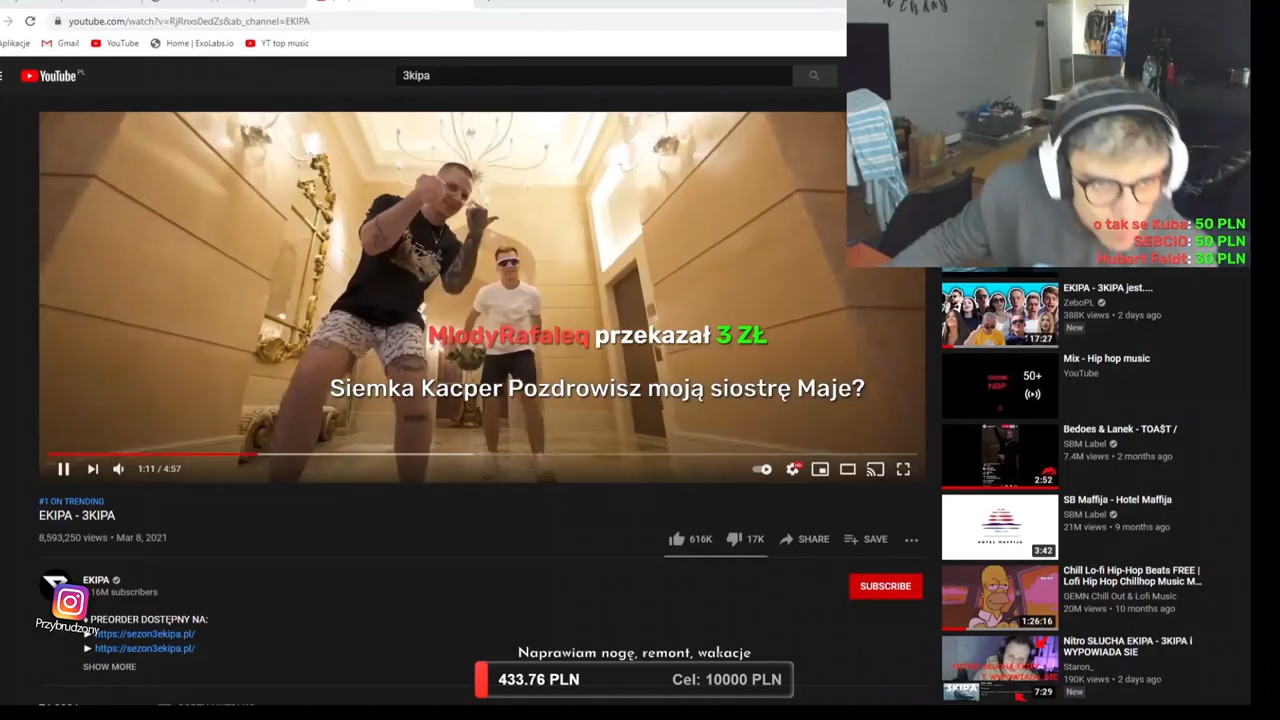 youtube.com/watch?v=RjRnxs0edZs&ab_channel=EKIPA
Aplikacje Gmail YouTube Home | ExoLabs.io YT top music
YouTube PL
3kipa
o tak se Kuba: 50 PLN
SEBCIO: 50 PLN
Hubert Feldt: 30 PLN
MlodyRafaleq przekazał 3 ZŁ
Siemka Kacper Pozdrowisz moją siostrę Maje?
1:11 / 4:57
HD
#1 ON TRENDING
EKIPA - 3KIPA
8,593,250 views • Mar 8, 2021
616K 17K SHARE SAVE
EKIPA
.16M subscribers
SUBSCRIBE
Przybrudzony
PREORDER DOSTĘPNY NA:
https://sezon3ekipa.pl/
https://sezon3ekipa.pl/
SHOW MORE
Naprawiam nogę, remont, wakacje
433.76 PLN Cel: 10000 PLN
EKIPA - 3KIPA jest....
ZeboPL
388K views • 2 days ago
New
17:27
Mix - Hip hop music
YouTube
50+
NBP
Bedoes & Lanek - TOA$T /
SBM Label
7.4M views • 2 months ago
2:52
SB Maffija - Hotel Maffija
SBM Label
21M views • 9 months ago
HOTEL MAFFIJA
3:42
Chill Lo-fi Hip-Hop Beats FREE |
Lofi Hip Hop Chillhop Music M...
GEMN Chill Out & Lofi Music
20M views • 10 months ago
1:26:16
Nitro SŁUCHA EKIPA - 3KIPA i
WYPOWIADA SIE
Staron_
190K views • 2 days ago
New
3KIPA
7:29